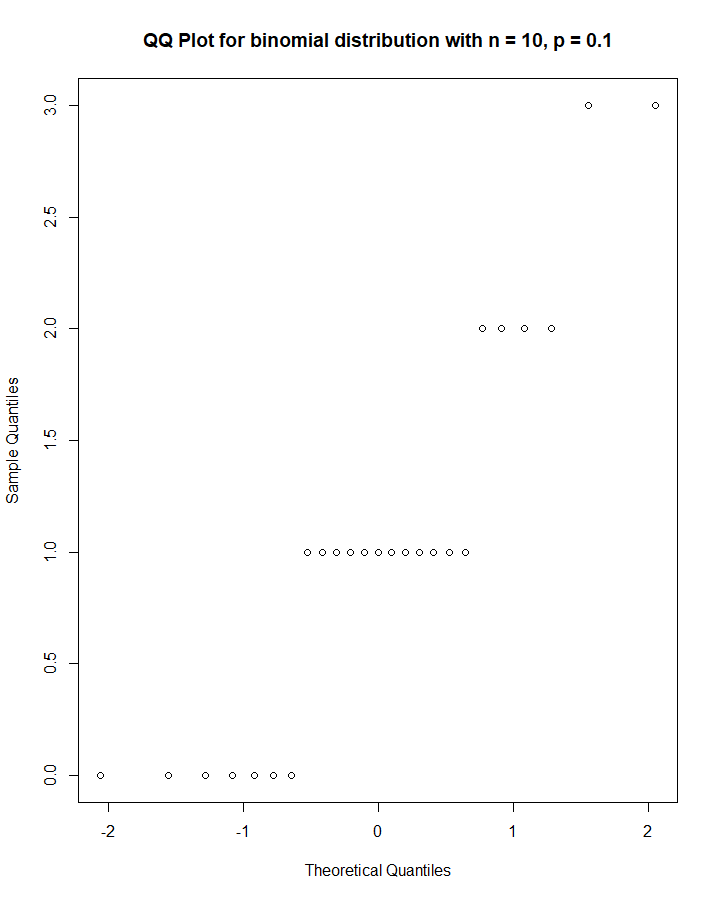 QQ Plot for binomial distribution with n = 10, p = 0.1
3.0
2.5
2.0
1.5
1.0
0.5
0.0
Sample Quantiles
-2 -1 0 1 2
Theoretical Quantiles